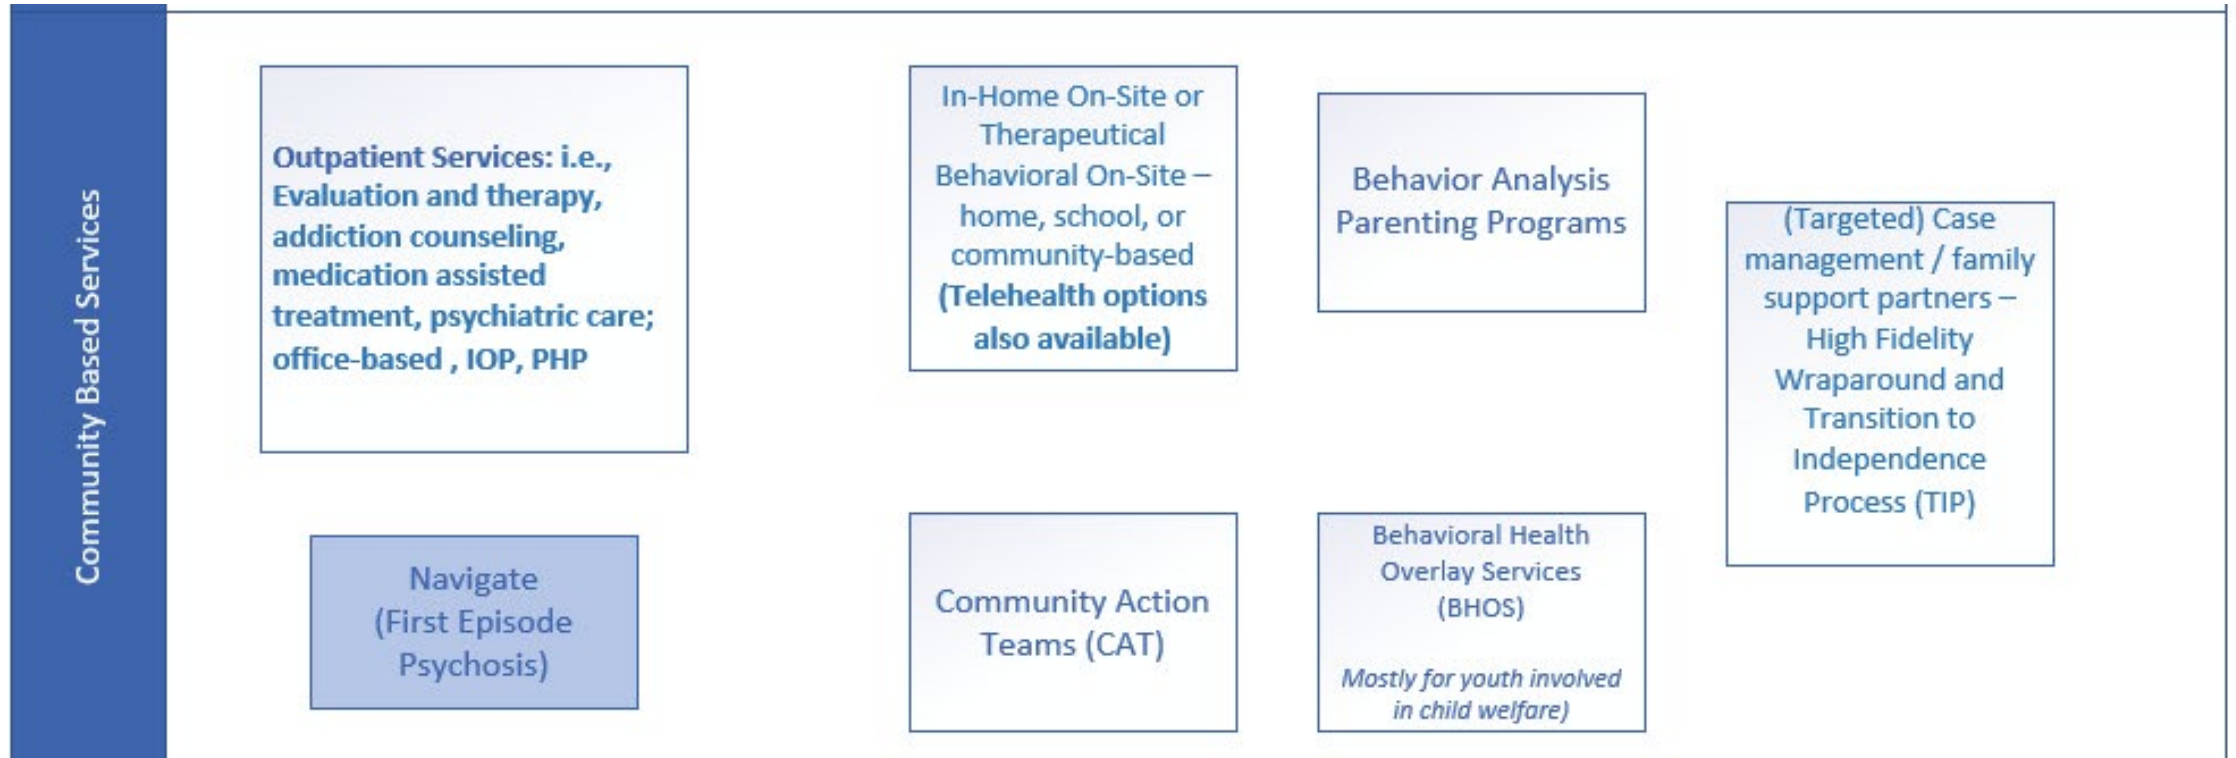 Community Based Services
Outpatient Services: i.e.,
Evaluation and therapy,
addiction counseling,
medication assisted
treatment, psychiatric care;
office-based , IOP, PHP
Navigate
(First Episode
Psychosis)
In-Home On-Site or
Therapeutical
Behavioral On-Site –
home, school, or
community-based
(Telehealth options
also available)
Community Action
Teams (CAT)
Behavior Analysis
Parenting Programs
Behavioral Health
Overlay Services
(BHOS)
Mostly for youth involved
in child welfare)
(Targeted) Case
management / family
support partners –
High Fidelity
Wraparound and
Transition to
Independence
Process (TIP)